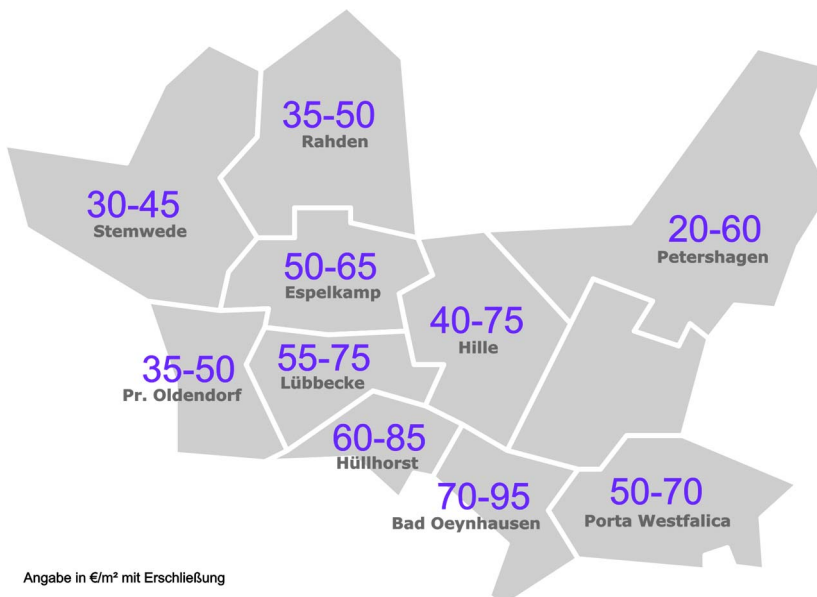 35-50
Rahden
30-45
Stemwede
20-60
Petershagen
50-65
Espelkamp
40-75
Hille
35-50
Pr. Oldendorf
55-75
Lübbecke
60-85
Hüllhorst
70-95
Bad Oeynhausen
50-70
Porta Westfalica
Angabe in €/m² mit Erschließung